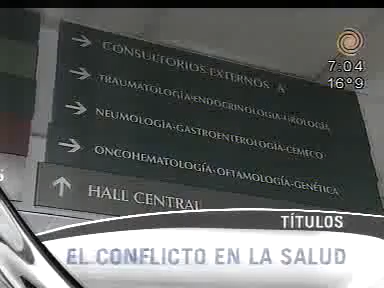 CONSULTORIOS EXTERNOS A
TRAUMATOLOGÍA-ENDOCRINOLOGIA-UROLOGÍA
NEUMOLOGÍA-GASTROENTEROLOGÍA-CEMECO
ONCOHEMATOLOGÍA-OFTAMOLOGÍA-GENÉTICA
HALL CENTRAL
7:04
16°9
TÍTULOS
EL CONFLICTO EN LA SALUD